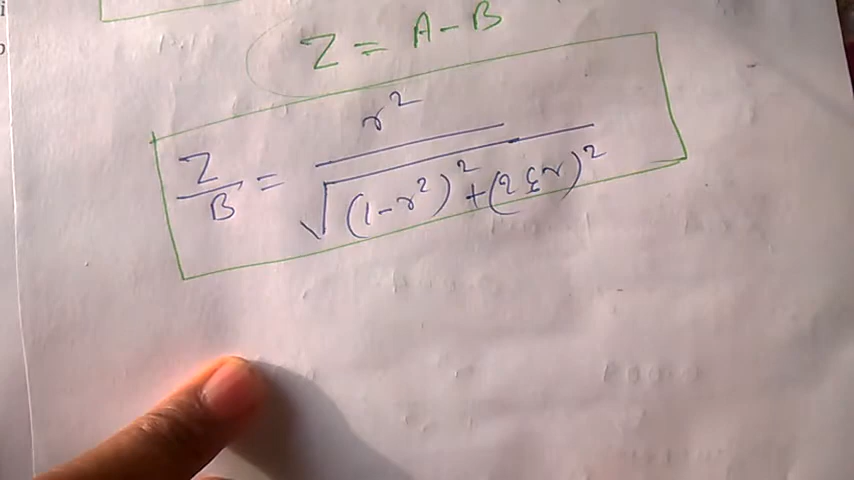 Z = A - B
Z/B = r² / √((1-r²)² + (2ξr)²)